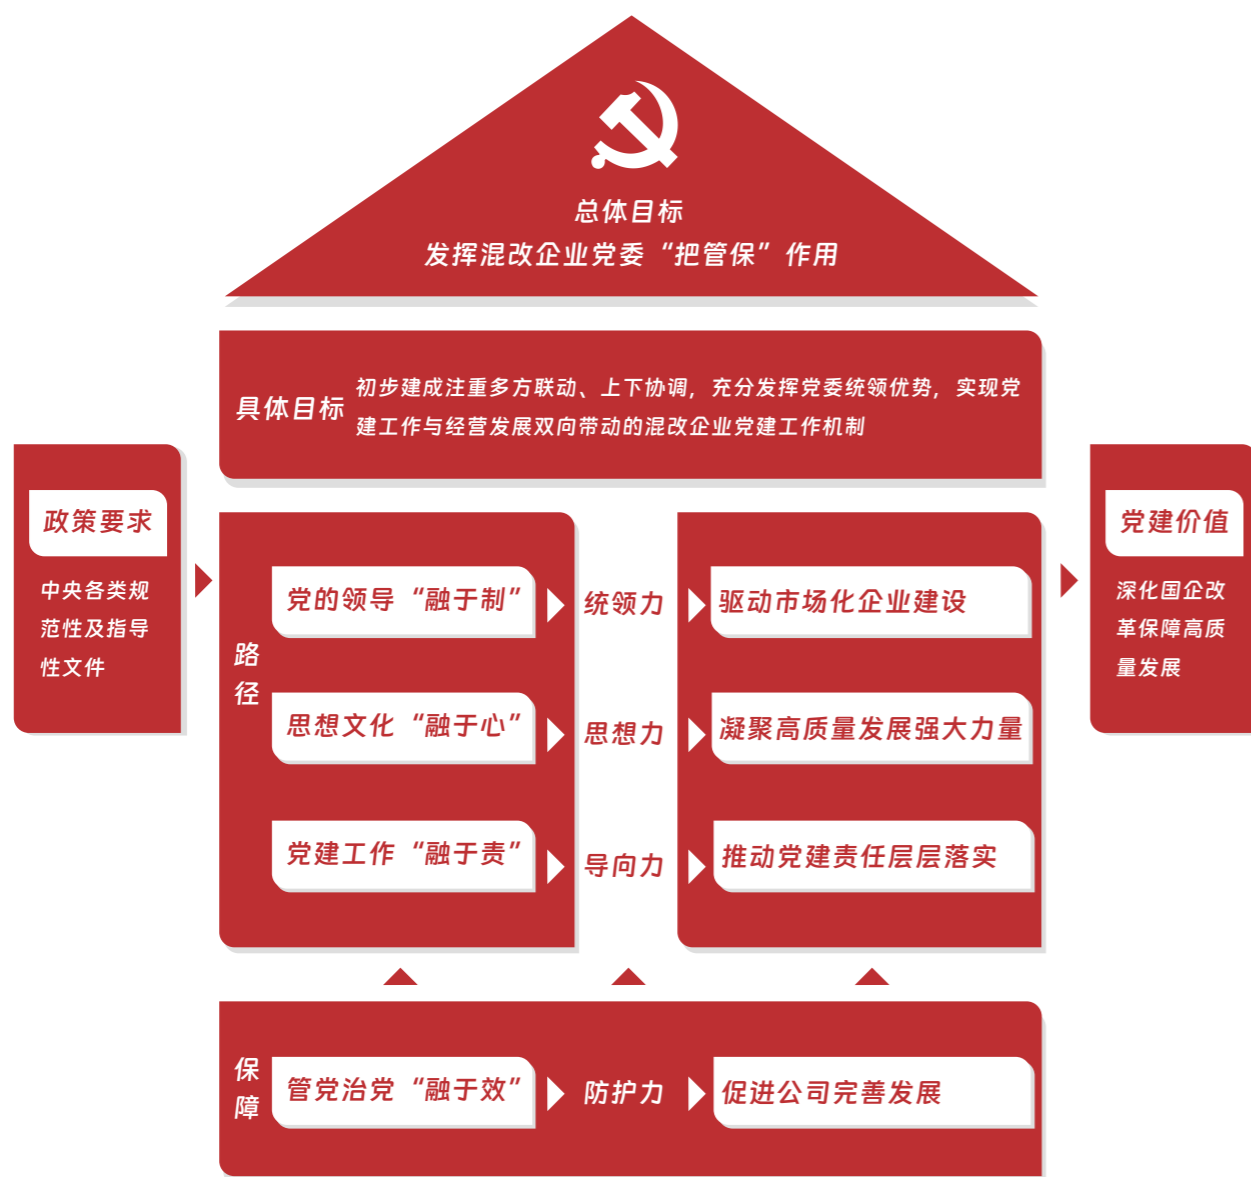 总体目标
发挥混改企业党委“把管保”作用
具体目标
初步建成注重多方联动、上下协调，充分发挥党委统领优势，实现党
建工作与经营发展双向带动的混改企业党建工作机制
政策要求
中央各类规
范性及指导
性文件
路
径
党的领导“融于制”
统领力
驱动市场化企业建设
思想文化“融于心”
思想力
凝聚高质量发展强大力量
党建工作“融于责”
导向力
推动党建责任层层落实
党建价值
深化国企改
革保障高质
量发展
保
障
管党治党“融于效”
防护力
促进公司完善发展